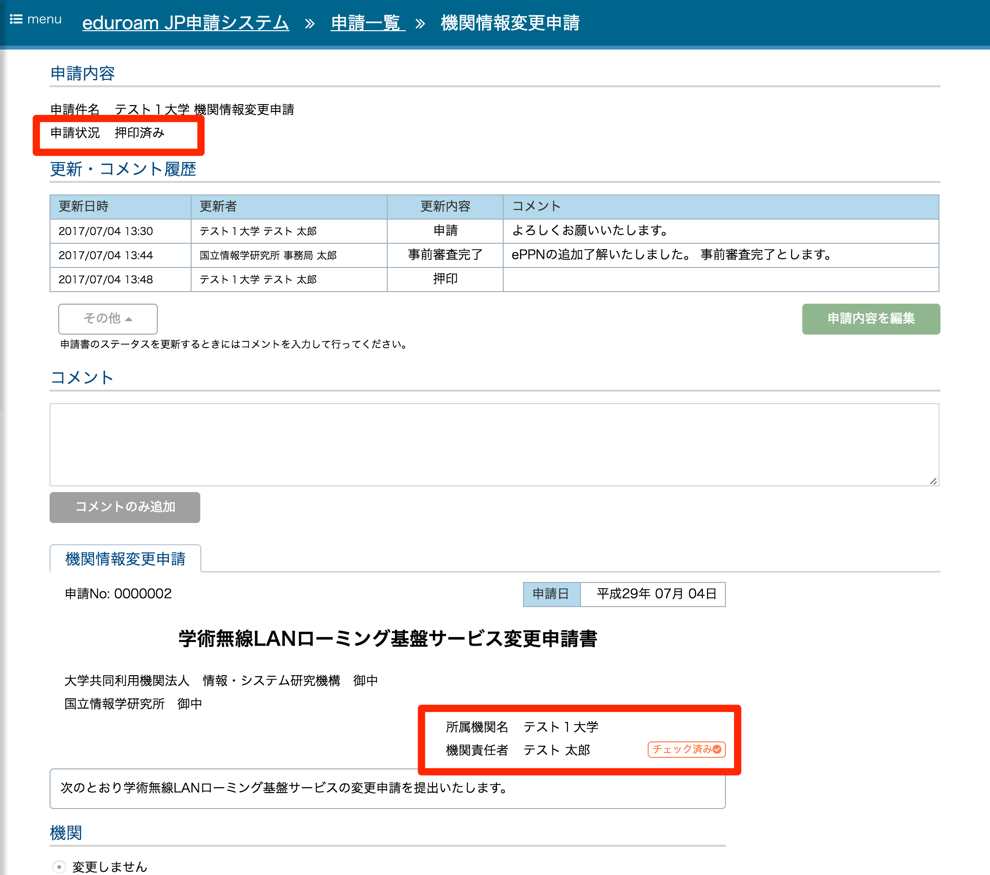 menu eduroam JP申請システム » 申請一覧 » 機関情報変更申請
申請内容
申請件名 テスト１大学 機関情報変更申請
申請状況 押印済み
更新・コメント履歴
更新日時 更新者 更新内容 コメント
2017/07/04 13:30 テスト１大学 テスト 太郎 申請 よろしくお願いいたします。
2017/07/04 13:44 国立情報学研究所 事務局 太郎 事前審査完了 ePPNの追加了解いたしました。 事前審査完了とします。
2017/07/04 13:48 テスト１大学 テスト 太郎 押印
その他 申請内容を編集
申請書のステータスを更新するときにはコメントを入力して行ってください。
コメント
コメントのみ追加
機関情報変更申請
申請No: 0000002 申請日 平成29年 07月 04日
学術無線LANローミング基盤サービス変更申請書
大学共同利用機関法人 情報・システム研究機構 御中
国立情報学研究所 御中
所属機関名 テスト１大学
機関責任者 テスト 太郎 チェック済み
次のとおり学術無線LANローミング基盤サービスの変更申請を提出いたします。
機関
変更しません